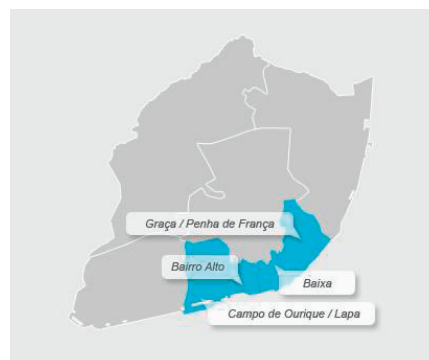 Graça / Penha de França
Bairro Alto
Baixa
Campo de Ourique / Lapa